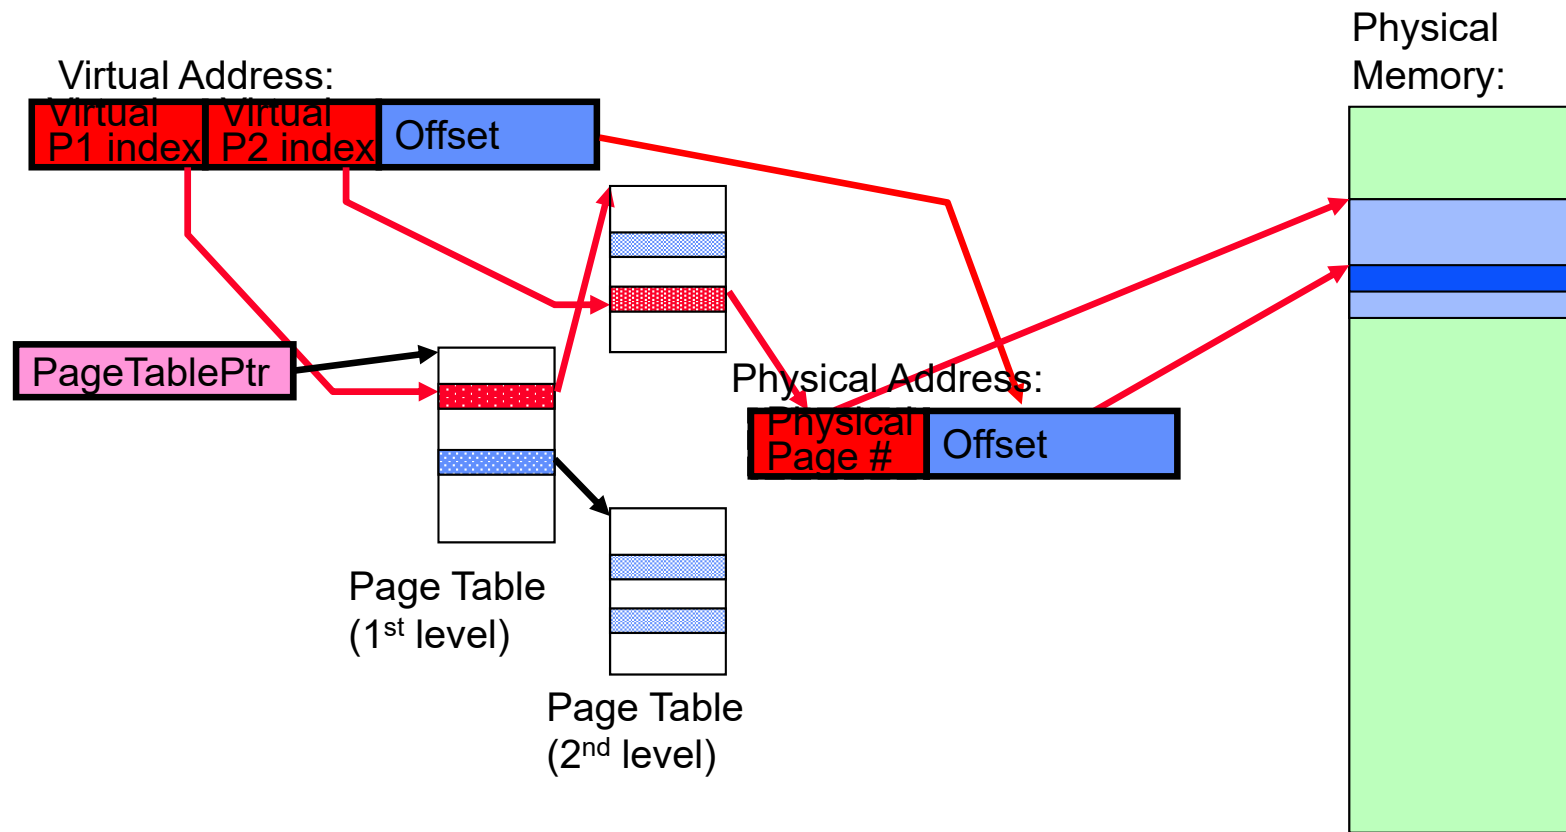 Physical
Memory:
Virtual Address:
Virtual
P1 index
Virtual
P2 index
Offset
PageTablePtr
Physical Address:
Physical
Page #
Offset
Page Table
(1st level)
Page Table
(2nd level)